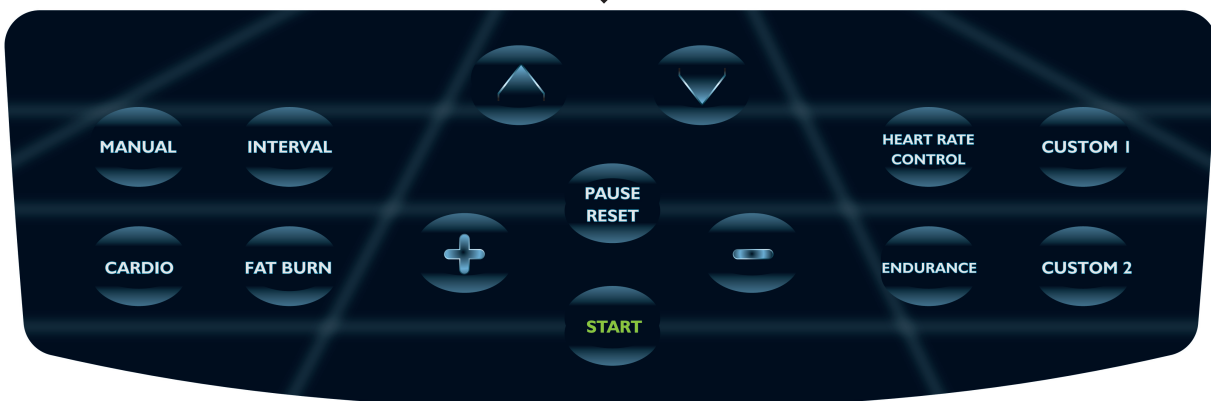 MANUAL
INTERVAL
CARDIO
FAT BURN
PAUSE
RESET
START
HEART RATE
CONTROL
CUSTOM 1
ENDURANCE
CUSTOM 2